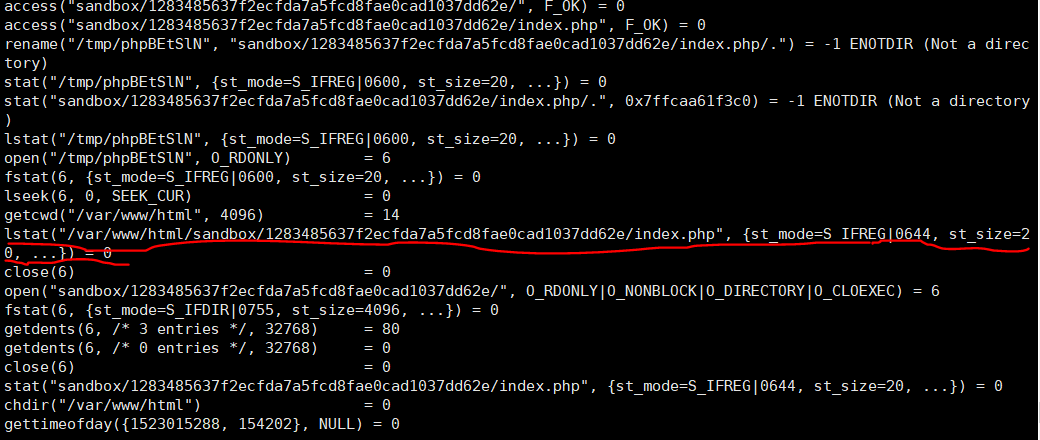 access("sandbox/1283485637f2ecfda7a5fcd8fae0cad1037dd62e/", F_OK) = 0
access("sandbox/1283485637f2ecfda7a5fcd8fae0cad1037dd62e/index.php", F_OK) = 0
rename("/tmp/phpBEtSlN", "sandbox/1283485637f2ecfda7a5fcd8fae0cad1037dd62e/index.php/.") = -1 ENOTDIR (Not a direc
tory)
stat("/tmp/phpBEtSlN", {st_mode=S_IFREG|0600, st_size=20, ...}) = 0
stat("sandbox/1283485637f2ecfda7a5fcd8fae0cad1037dd62e/index.php/.", 0x7ffcaa61f3c0) = -1 ENOTDIR (Not a directory
)
lstat("/tmp/phpBEtSlN", {st_mode=S_IFREG|0600, st_size=20, ...}) = 0
open("/tmp/phpBEtSlN", O_RDONLY)        = 6
fstat(6, {st_mode=S_IFREG|0600, st_size=20, ...}) = 0
lseek(6, 0, SEEK_CUR)                   = 0
getcwd("/var/www/html", 4096)           = 14
lstat("/var/www/html/sandbox/1283485637f2ecfda7a5fcd8fae0cad1037dd62e/index.php", {st_mode=S_IFREG|0644, st_size=2
0, ...}) = 0
close(6)                                = 0
open("sandbox/1283485637f2ecfda7a5fcd8fae0cad1037dd62e/", O_RDONLY|O_NONBLOCK|O_DIRECTORY|O_CLOEXEC) = 6
fstat(6, {st_mode=S_IFDIR|0755, st_size=4096, ...}) = 0
getdents(6, /* 3 entries */, 32768)     = 80
getdents(6, /* 0 entries */, 32768)     = 0
close(6)                                = 0
stat("sandbox/1283485637f2ecfda7a5fcd8fae0cad1037dd62e/index.php", {st_mode=S_IFREG|0644, st_size=20, ...}) = 0
chdir("/var/www/html")                  = 0
gettimeofday({1523015288, 154202}, NULL) = 0